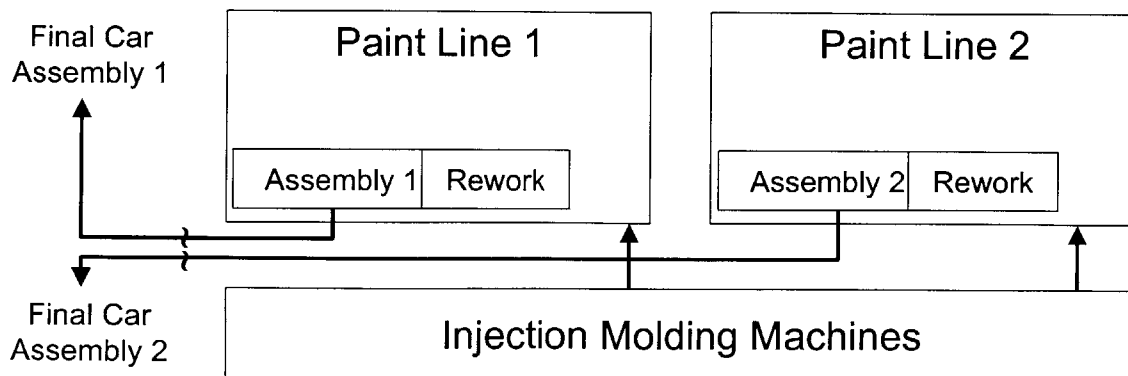 Final Car
Assembly 1
Paint Line 1
Assembly 1
Rework
Paint Line 2
Assembly 2
Rework
Final Car
Assembly 2
Injection Molding Machines